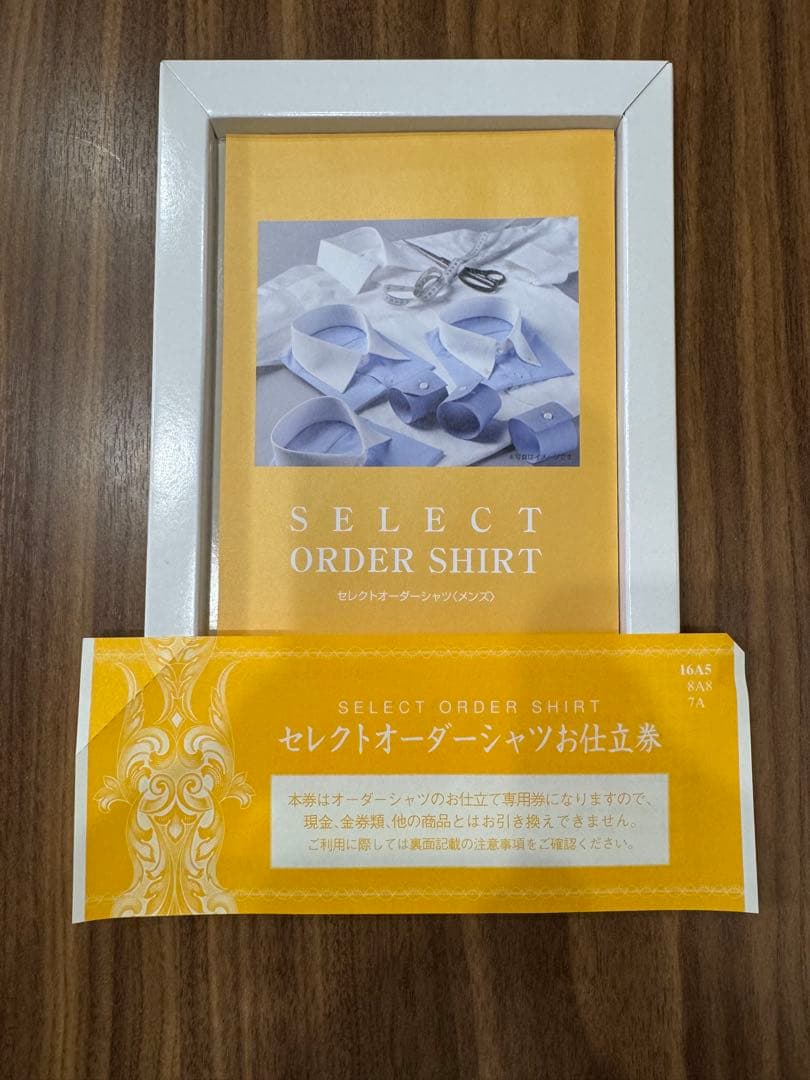 ※写真はイメージです
SELECT
ORDER SHIRT
セレクトオーダーシャツ〈メンズ〉
16A5
8A8
7A
SELECT ORDER SHIRT
セレクトオーダーシャツお仕立券
本券はオーダーシャツのお仕立て専用券になりますので、
現金、金券類、他の商品とはお引き換えできません。
ご利用に際しては裏面記載の注意事項をご確認ください。